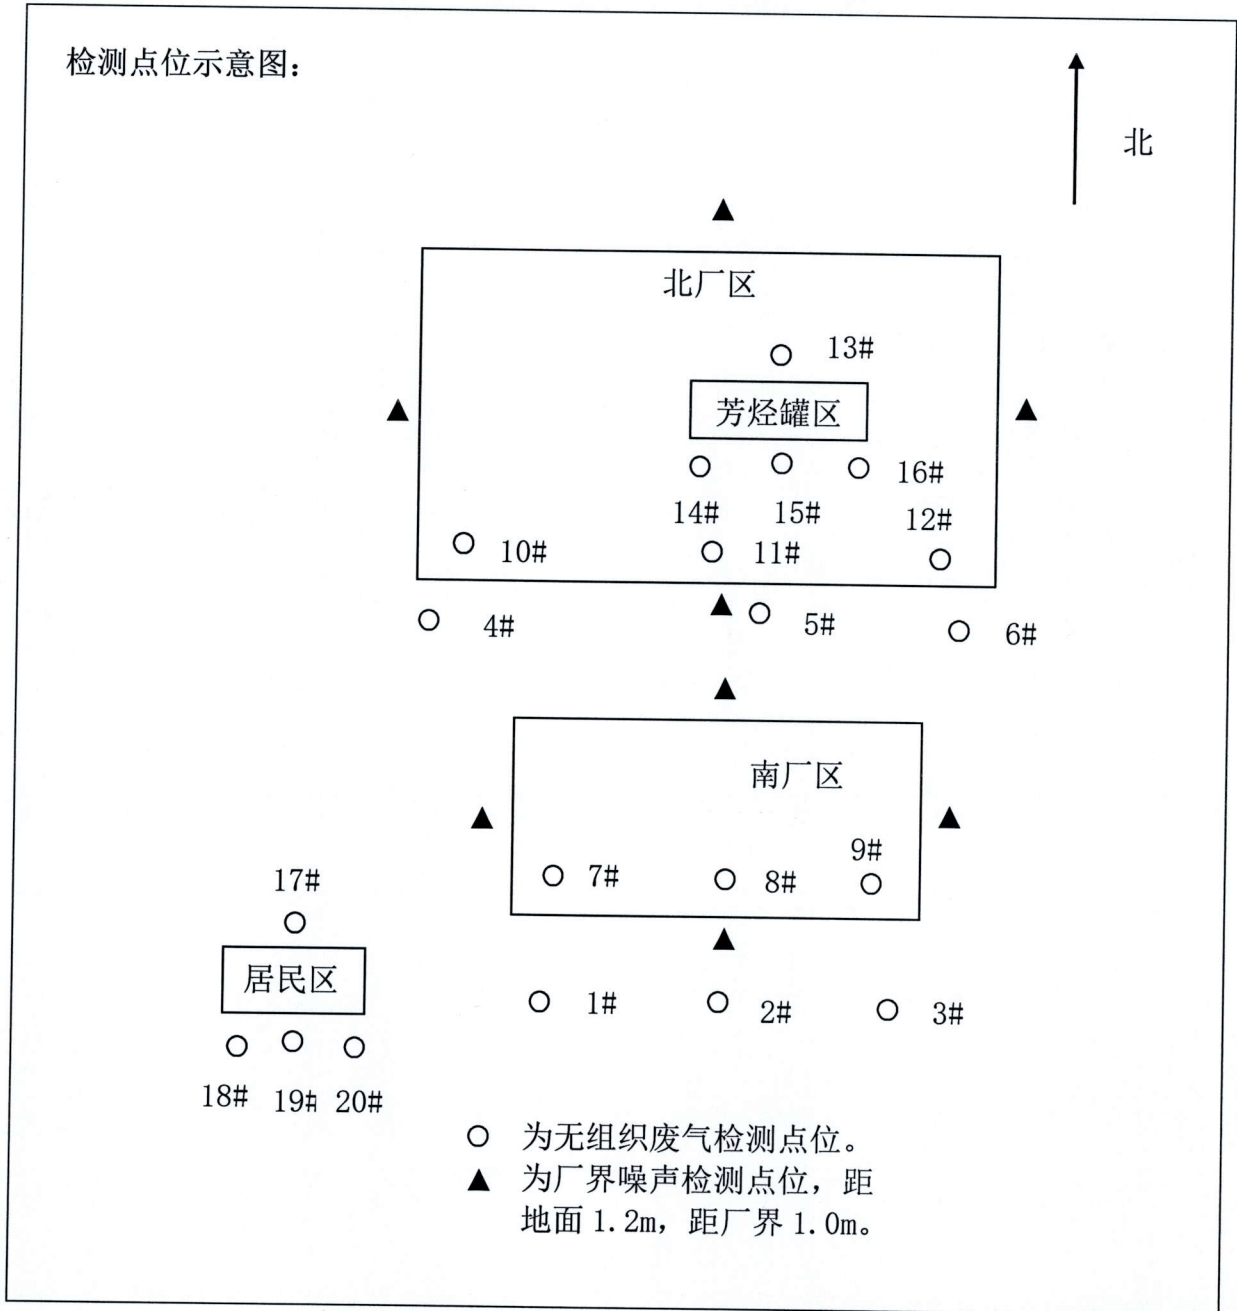 检测点位示意图：
北
北厂区
13#
芳烃罐区
16#
14#
15#
12#
10#
11#
4#
5#
6#
南厂区
9#
7#
8#
17#
居民区
1#
2#
3#
18#
19#
20#
为无组织废气检测点位。
为厂界噪声检测点位，距
地面 1.2m，距厂界 1.0m。